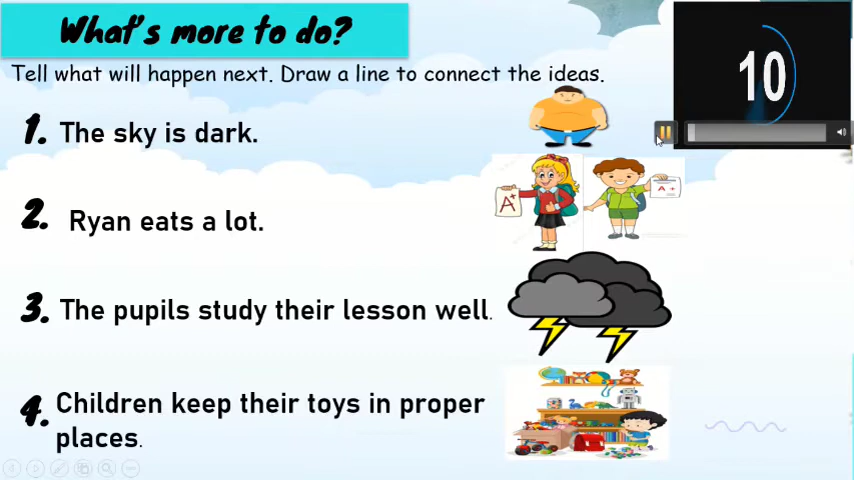 What's more to do?
10
Tell what will happen next. Draw a line to connect the ideas.
1. The sky is dark.
2. Ryan eats a lot.
A+
A+
3. The pupils study their lesson well.
4. Children keep their toys in proper
places.